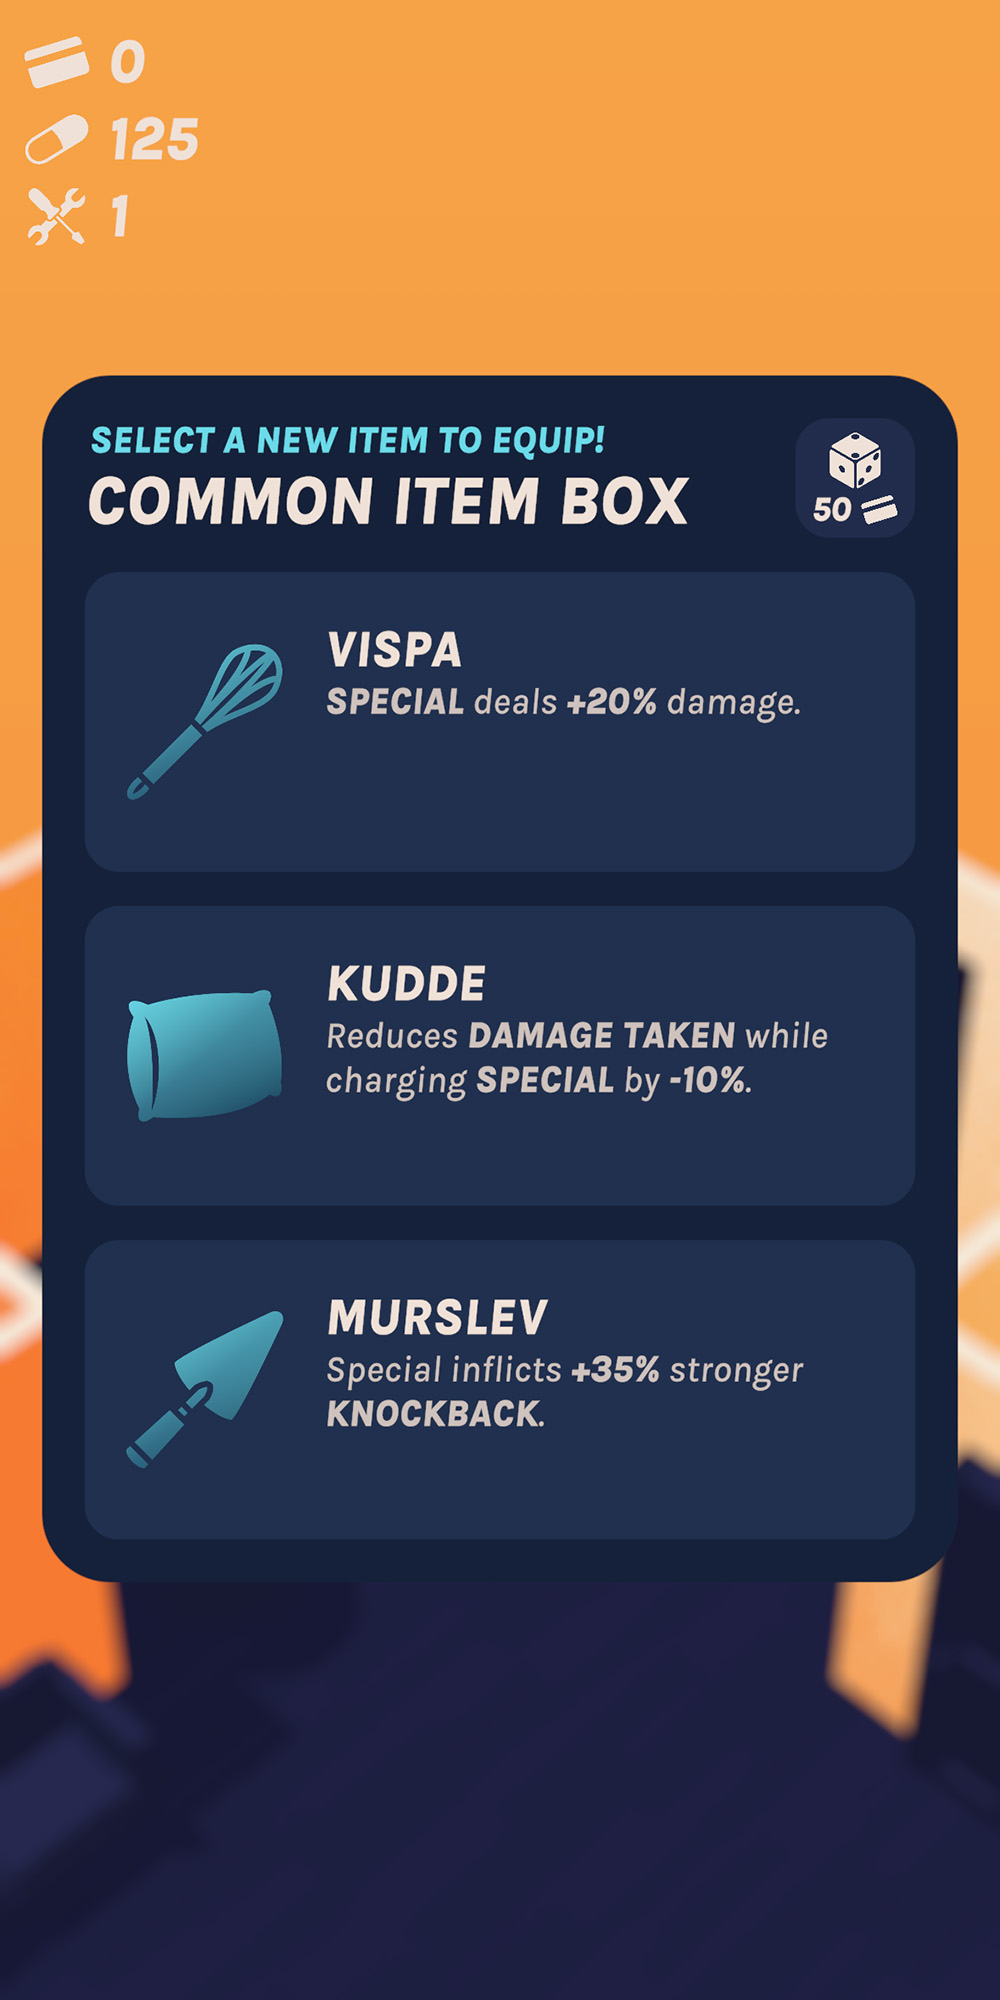 0
125
1
SELECT A NEW ITEM TO EQUIP!
COMMON ITEM BOX
50
VISPA
SPECIAL deals +20% damage.
KUDDE
Reduces DAMAGE TAKEN while
charging SPECIAL by -10%.
MURSLEV
Special inflicts +35% stronger
KNOCKBACK.